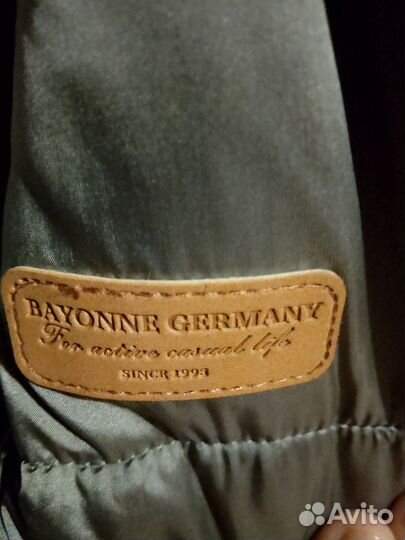 BAYONNE GERMANY
For active casual life
SINCE 1993
Avito